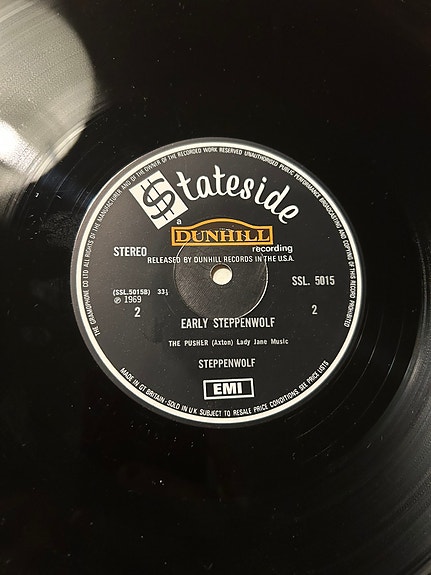 THE GRAMOPHONE CO LTD ALL RIGHTS OF THE MANUFACTURER AND OF THE OWNER OF THE RECORDED WORK RESERVED UNAUTHORISED PUBLIC PERFORMANCE BROADCASTING AND COPYING OF THIS RECORD PROHIBITED
Stateside
a
DUNHILL
recording
STEREO
RELEASED BY DUNHILL RECORDS IN THE U.S.A.
SSL. 5015
(SSL.5015B) 33⅓
℗ 1969
2
2
EARLY STEPPENWOLF
THE PUSHER (Axton) Lady Jane Music
STEPPENWOLF
EMI
MADE IN GT BRITAIN • SOLD IN U.K SUBJECT TO RESALE PRICE CONDITIONS, SEE PRICE LISTS